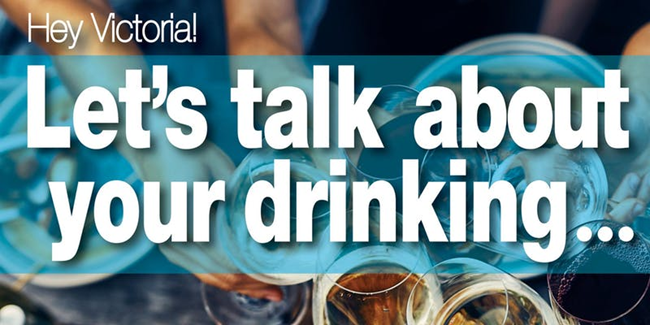 Hey Victoria!
Let's talk about
your drinking...